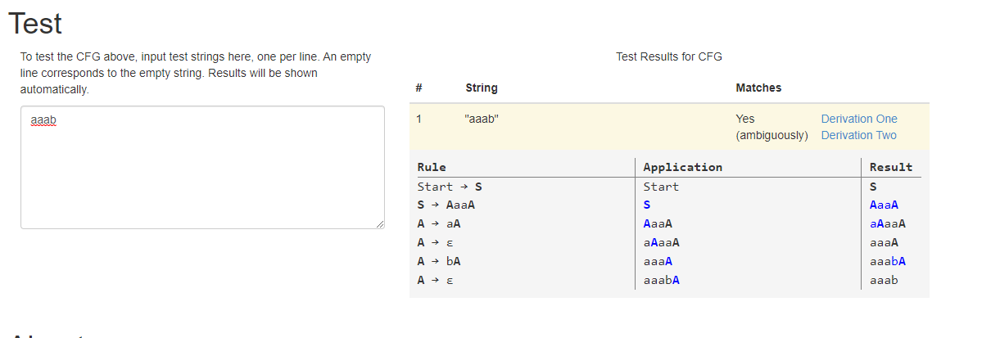 Test
To test the CFG above, input test strings here, one per line. An empty
line corresponds to the empty string. Results will be shown
automatically.
aaab
Test Results for CFG
# String Matches
1 "aaab" Yes Derivation One
(ambiguously) Derivation Two
Rule Application Result
Start → S Start S
S → AaaA S AaaA
A → aA AaaA aAaaA
A → ε aAaaA aaaA
A → bA aaaA aaabA
A → ε aaabA aaab